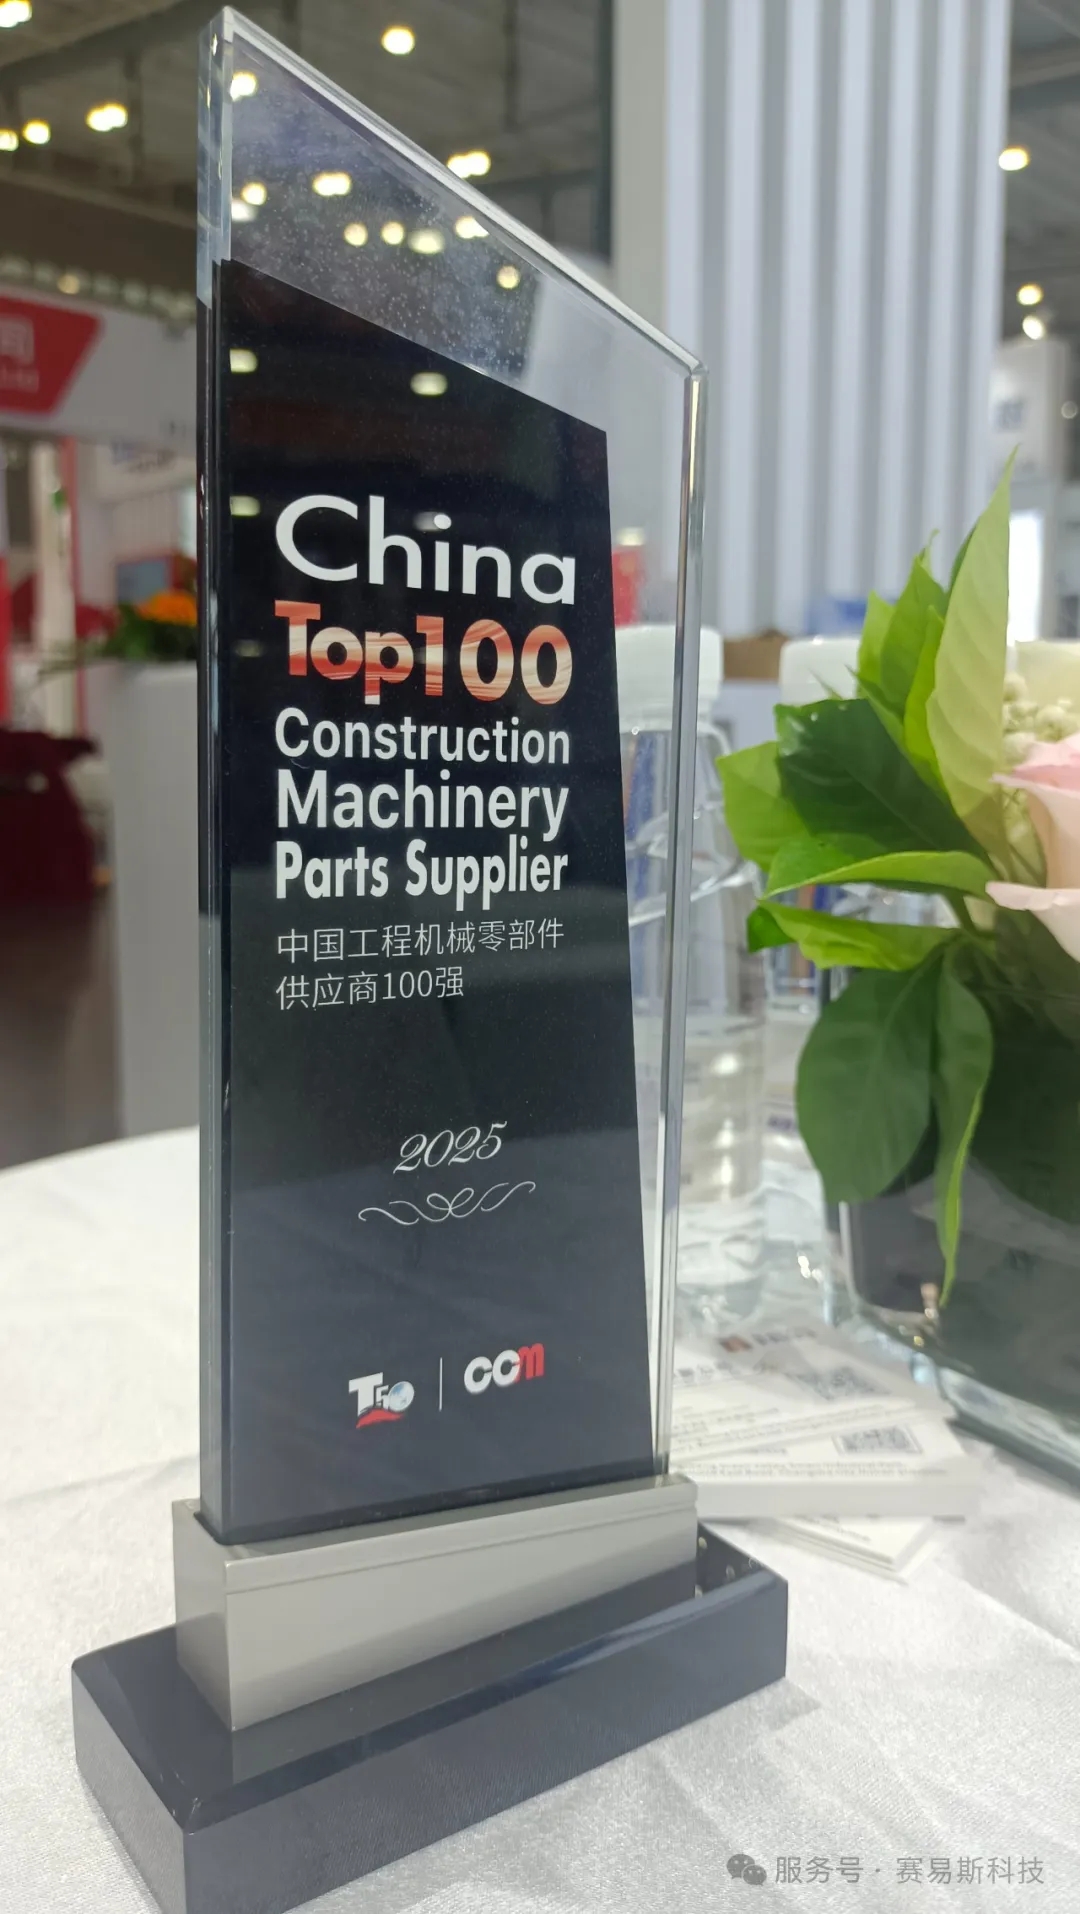 China
Top100
Construction
Machinery
Parts Supplier
中国工程机械零部件
供应商100强
2025
T50
CCM
服务号 · 赛易斯科技